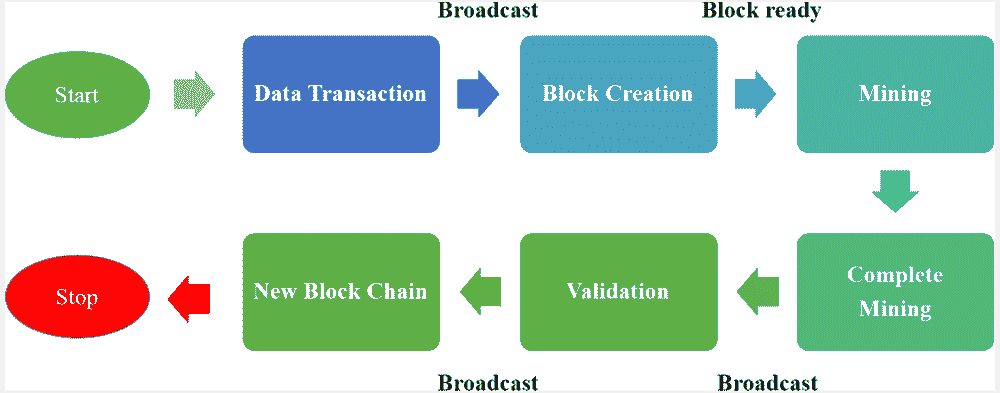 Broadcast
Block ready
Start
Data Transaction
Block Creation
Mining
Complete
Mining
Validation
New Block Chain
Stop
Broadcast
Broadcast